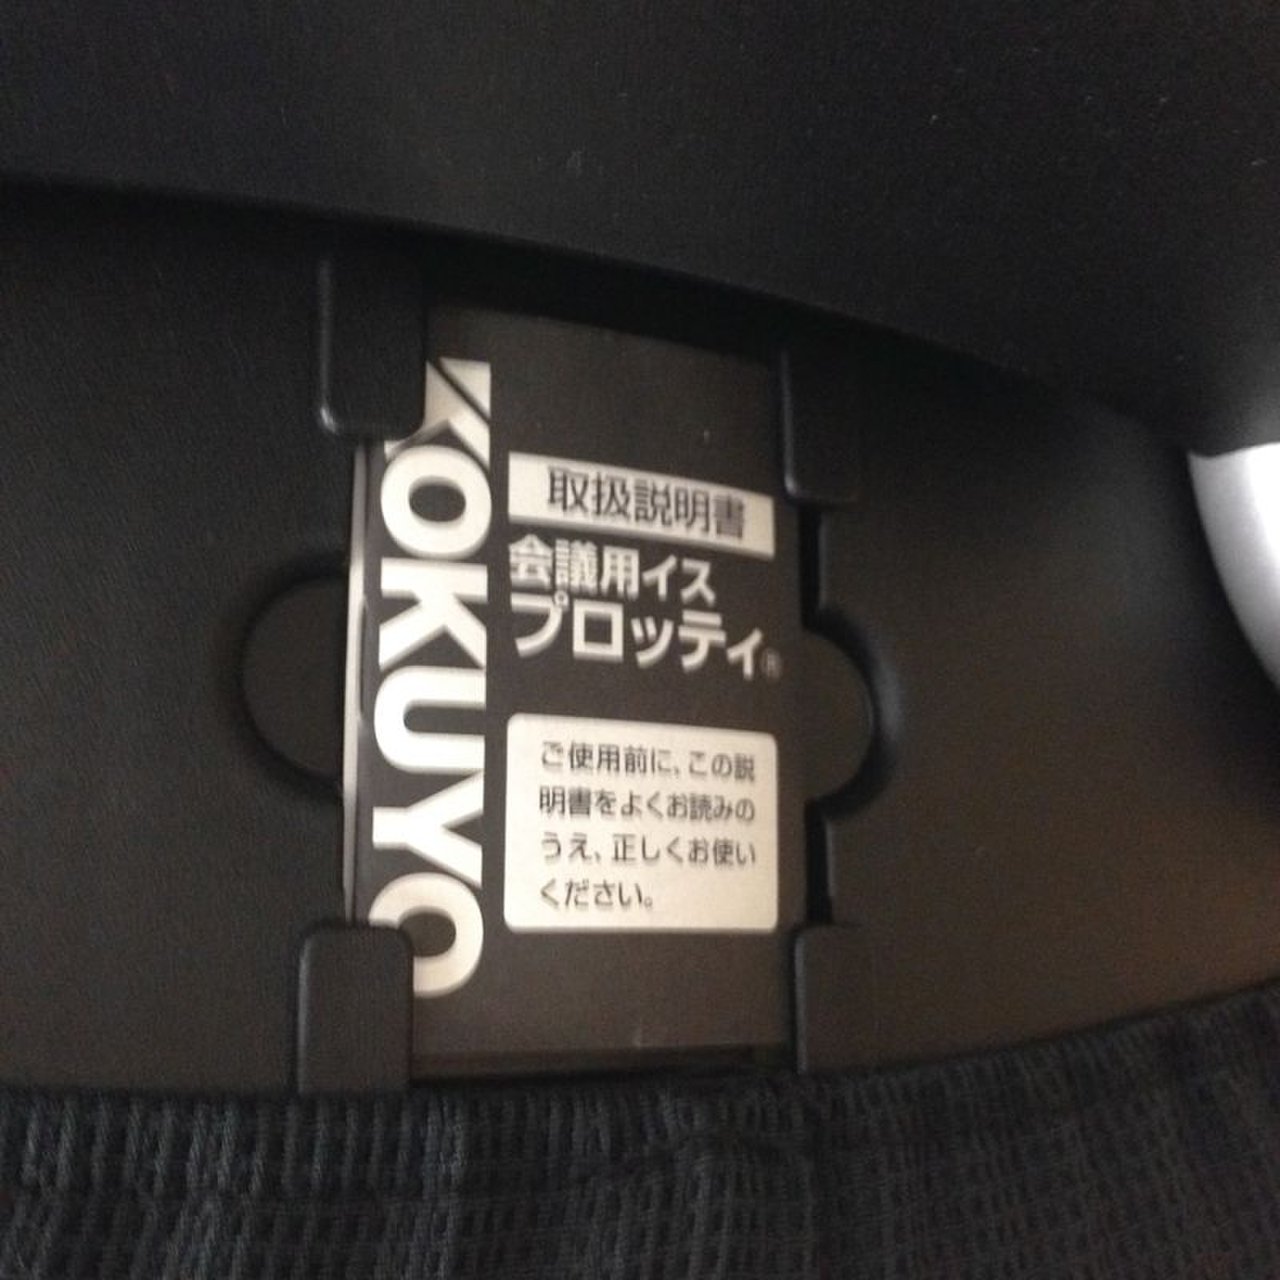 KOKUYO
取扱説明書
会議用イス
プロッティ®
ご使用前に、この説
明書をよくお読みの
うえ、正しくお使い
ください。